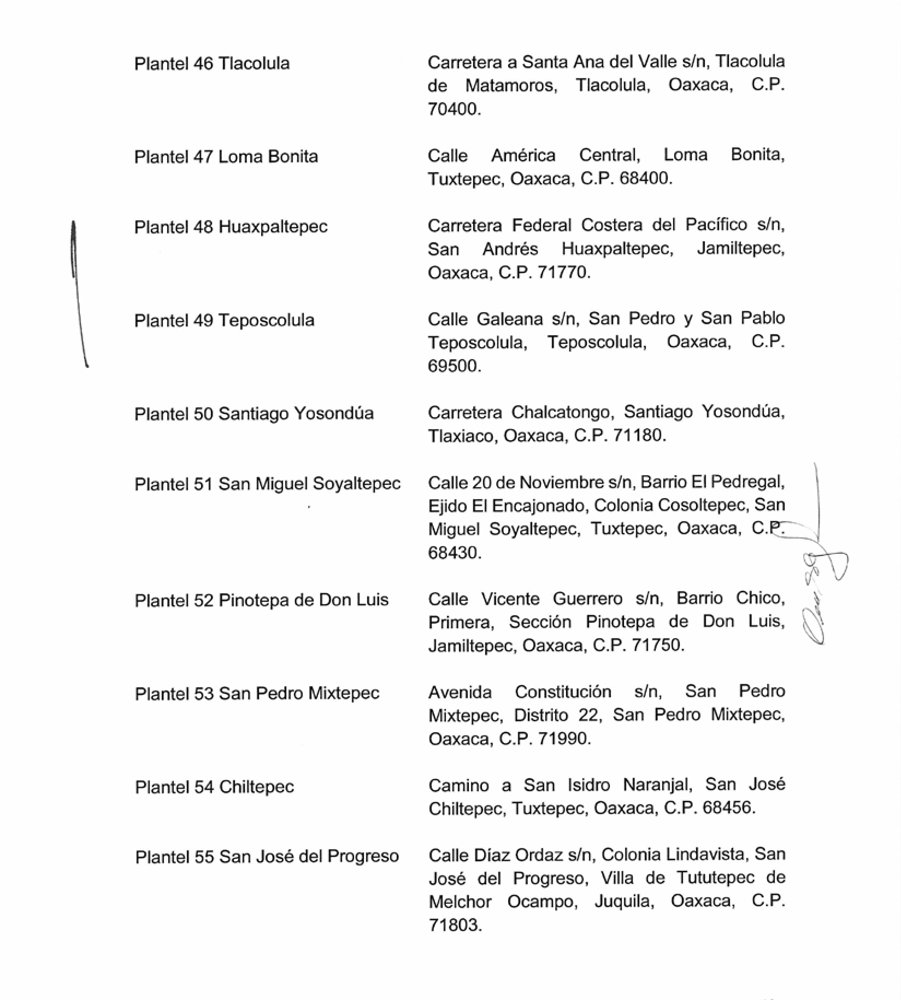 Plantel 46 Tlacolula
Carretera a Santa Ana del Valle s/n, Tlacolula
de Matamoros, Tlacolula, Oaxaca, C.P.
70400.
Plantel 47 Loma Bonita
Calle América Central, Loma Bonita,
Tuxtepec, Oaxaca, C.P. 68400.
Plantel 48 Huaxpaltepec
Carretera Federal Costera del Pacífico s/n,
San Andrés Huaxpaltepec, Jamiltepec,
Oaxaca, C.P. 71770.
Plantel 49 Teposcolula
Calle Galeana s/n, San Pedro y San Pablo
Teposcolula, Teposcolula, Oaxaca, C.P.
69500.
Plantel 50 Santiago Yosondúa
Carretera Chalcatongo, Santiago Yosondúa,
Tlaxiaco, Oaxaca, C.P. 71180.
Plantel 51 San Miguel Soyaltepec
Calle 20 de Noviembre s/n, Barrio El Pedregal,
Ejido El Encajonado, Colonia Cosoltepec, San
Miguel Soyaltepec, Tuxtepec, Oaxaca, C.P.
68430.
Plantel 52 Pinotepa de Don Luis
Calle Vicente Guerrero s/n, Barrio Chico,
Primera, Sección Pinotepa de Don Luis,
Jamiltepec, Oaxaca, C.P. 71750.
Plantel 53 San Pedro Mixtepec
Avenida Constitución s/n, San Pedro
Mixtepec, Distrito 22, San Pedro Mixtepec,
Oaxaca, C.P. 71990.
Plantel 54 Chiltepec
Camino a San Isidro Naranjal, San José
Chiltepec, Tuxtepec, Oaxaca, C.P. 68456.
Plantel 55 San José del Progreso
Calle Díaz Ordaz s/n, Colonia Lindavista, San
José del Progreso, Villa de Tututepec de
Melchor Ocampo, Juquila, Oaxaca, C.P.
71803.